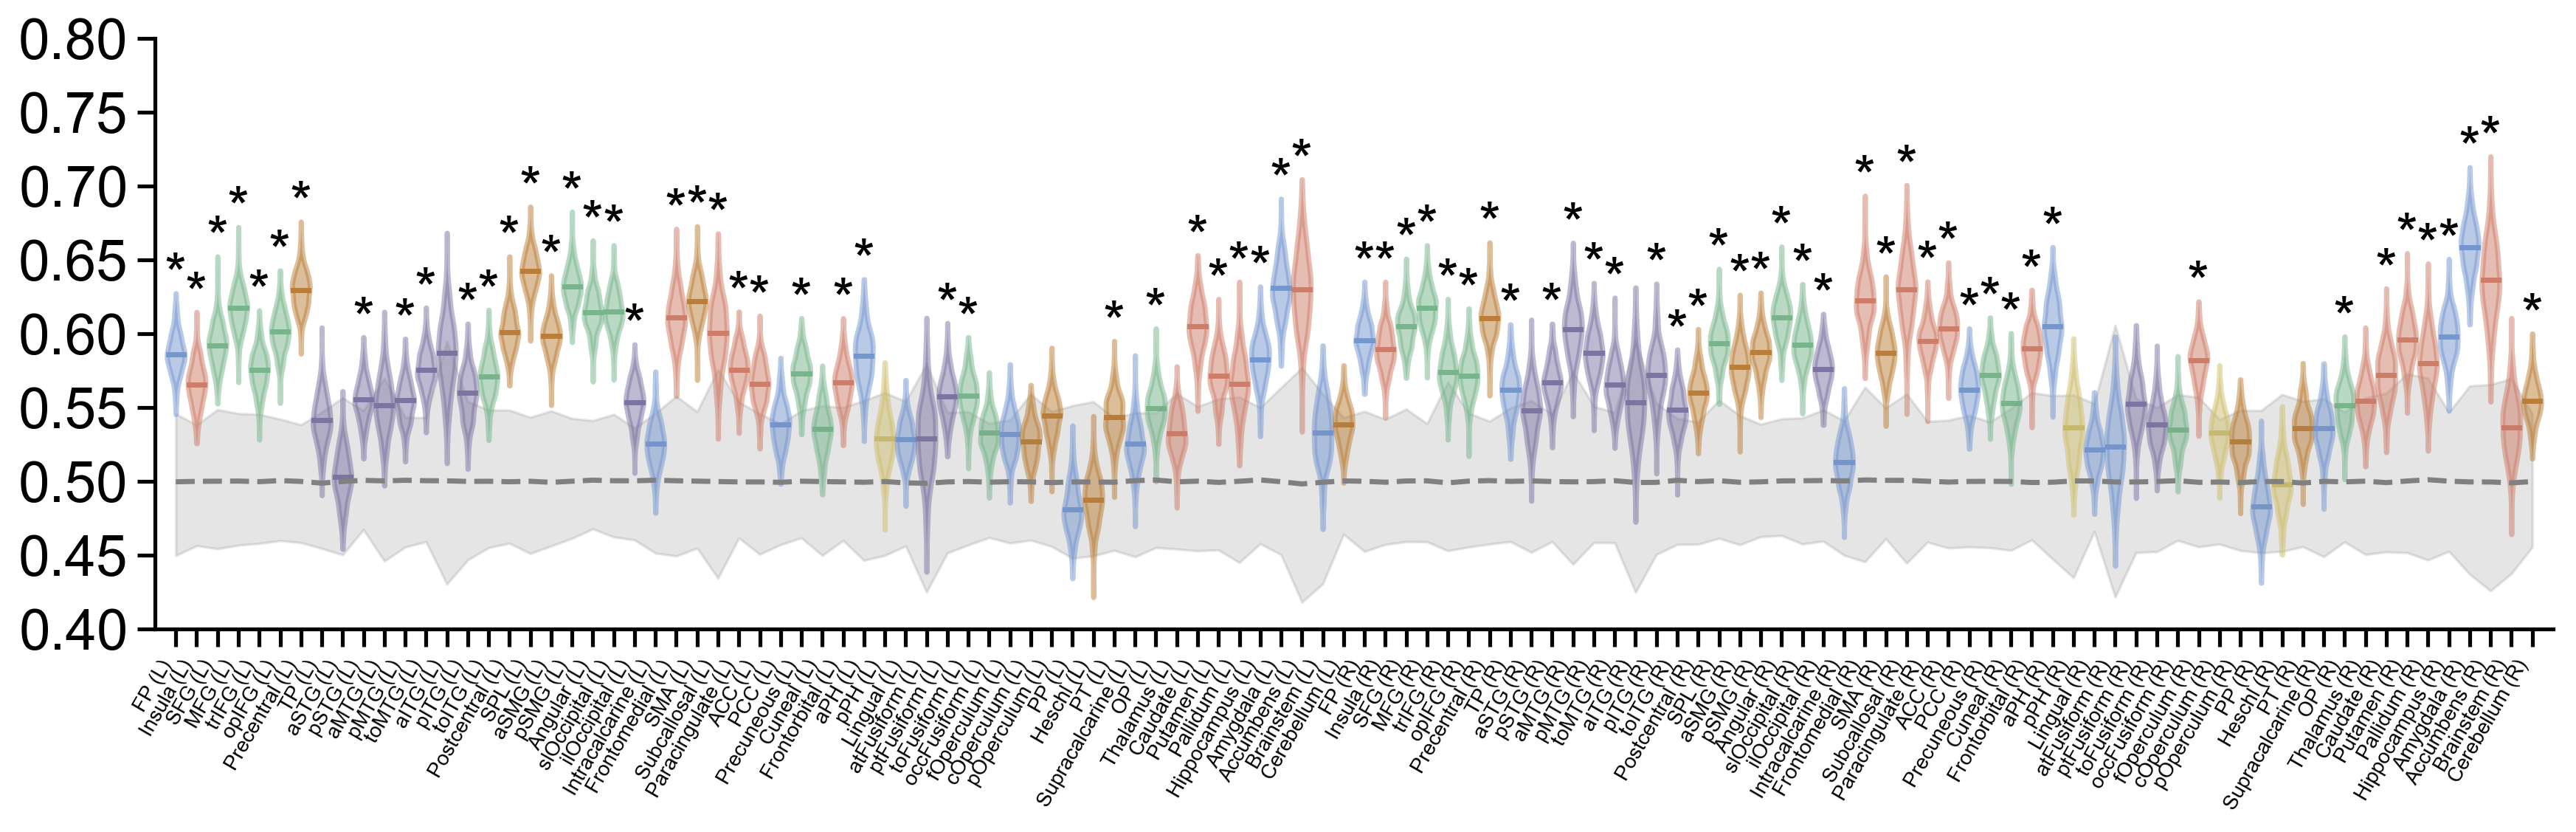 0.80
0.75
0.70
0.65
0.60
0.55
0.50
0.45
0.40
FP (L)
Insula (L)
SFG (L)
MFG (L)
triFG (L)
opIFG (L)
Precentral (L)
TP (L)
aSTG (L)
pSTG (L)
aMTG (L)
pMTG (L)
toMTG (L)
aITG (L)
pITG (L)
toITG (L)
Postcentral (L)
SPL (L)
aSMG (L)
pSMG (L)
Angular (L)
slOccipital (L)
ilOccipital (L)
Intracalcarine (L)
Frontomedial (L)
SMA (L)
Subcallosal (L)
Paracingulate (L)
ACC (L)
PCC (L)
Precuneous (L)
Cuneal (L)
Frontorbital (L)
aPH (L)
pPH (L)
Lingual (L)
atFusiform (L)
ptFusiform (L)
toFusiform (L)
occFusiform (L)
fOperculum (L)
cOperculum (L)
pOperculum (L)
PP (L)
Heschl (L)
PT (L)
Supracalcarine (L)
OP (L)
Thalamus (L)
Caudate (L)
Putamen (L)
Pallidum (L)
Hippocampus (L)
Amygdala (L)
Accumbens (L)
Brainstem (L)
Cerebellum (L)
FP (R)
Insula (R)
SFG (R)
MFG (R)
triFG (R)
opIFG (R)
Precentral (R)
TP (R)
aSTG (R)
pSTG (R)
aMTG (R)
pMTG (R)
toMTG (R)
aITG (R)
pITG (R)
toITG (R)
Postcentral (R)
SPL (R)
aSMG (R)
pSMG (R)
Angular (R)
slOccipital (R)
ilOccipital (R)
Intracalcarine (R)
Frontomedial (R)
SMA (R)
Subcallosal (R)
Paracingulate (R)
ACC (R)
PCC (R)
Precuneous (R)
Cuneal (R)
Frontorbital (R)
aPH (R)
pPH (R)
Lingual (R)
atFusiform (R)
ptFusiform (R)
toFusiform (R)
occFusiform (R)
fOperculum (R)
cOperculum (R)
pOperculum (R)
PP (R)
Heschl (R)
PT (R)
Supracalcarine (R)
OP (R)
Thalamus (R)
Caudate (R)
Putamen (R)
Pallidum (R)
Hippocampus (R)
Amygdala (R)
Accumbens (R)
Brainstem (R)
Cerebellum (R)